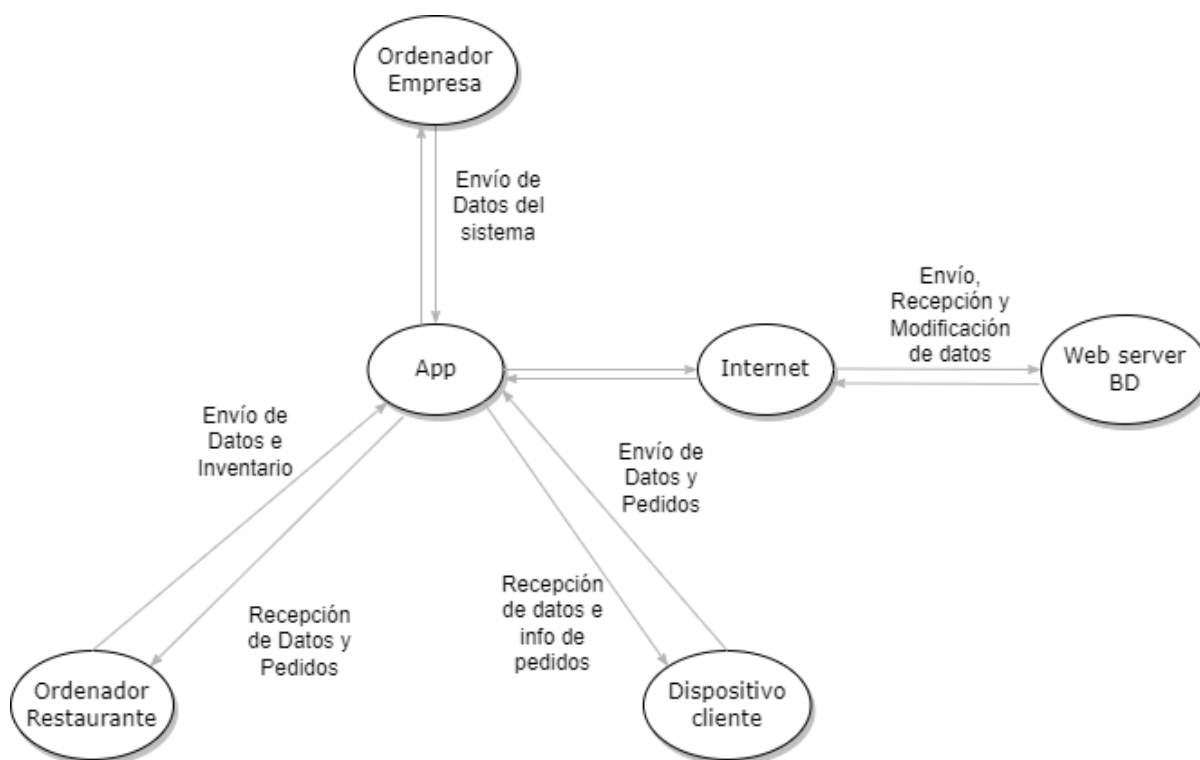 Ordenador
Empresa
Envío de
Datos del
sistema
Envío,
Recepción y
Modificación
de datos
App
Internet
Web server
BD
Envío de
Datos e
Inventario
Envío de
Datos y
Pedidos
Recepción
de Datos y
Pedidos
Recepción
de datos e
info de
pedidos
Ordenador
Restaurante
Dispositivo
cliente